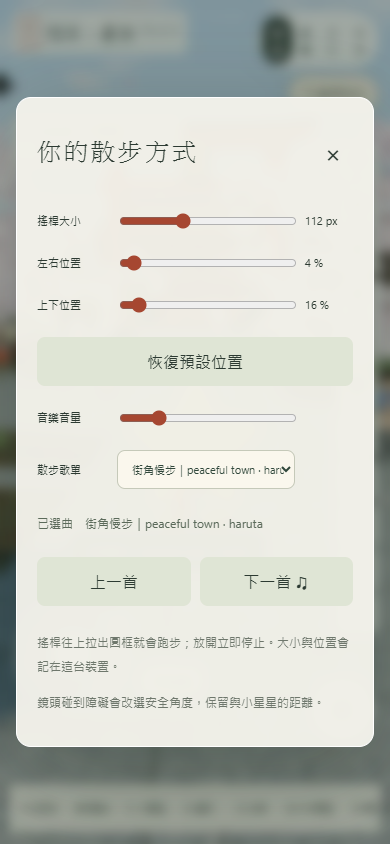 你的散步方式
×
搖桿大小 112 px
左右位置 4 %
上下位置 16 %
恢復預設位置
音樂音量
散步歌單 街角慢步｜peaceful town · haru
已選曲 街角慢步｜peaceful town · haruta
上一首 下一首 ♫
搖桿往上拉出圓框就會跑步；放開立即停止。大小與位置會
記在這台裝置。
鏡頭碰到障礙會改選安全角度，保留與小星星的距離。